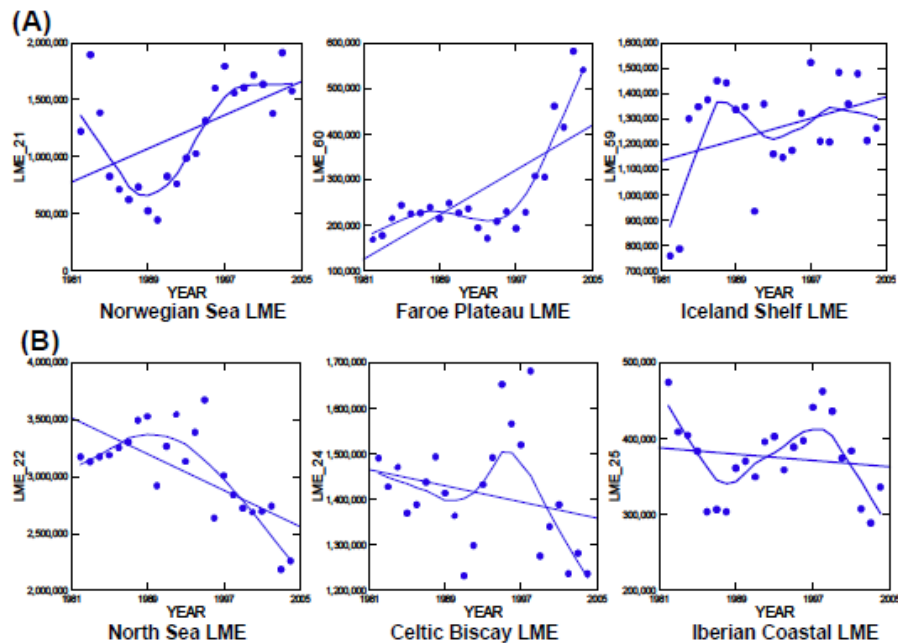 (A)
2,000,000
1,500,000
1,000,000
500,000
0
LME_21
1981 1989 1997 2005
YEAR
Norwegian Sea LME
600,000
500,000
400,000
300,000
200,000
100,000
LME_60
1981 1989 1997 2005
YEAR
Faroe Plateau LME
1,600,000
1,500,000
1,400,000
1,300,000
1,200,000
1,100,000
1,000,000
900,000
800,000
700,000
LME_59
1981 1989 1997 2005
YEAR
Iceland Shelf LME
(B)
4,000,000
3,500,000
3,000,000
2,500,000
2,000,000
LME_22
1981 1989 1997 2005
YEAR
North Sea LME
1,700,000
1,600,000
1,500,000
1,400,000
1,300,000
1,200,000
LME_24
1981 1989 1997 2005
YEAR
Celtic Biscay LME
500,000
400,000
300,000
200,000
LME_25
1981 1989 1997 2005
YEAR
Iberian Coastal LME